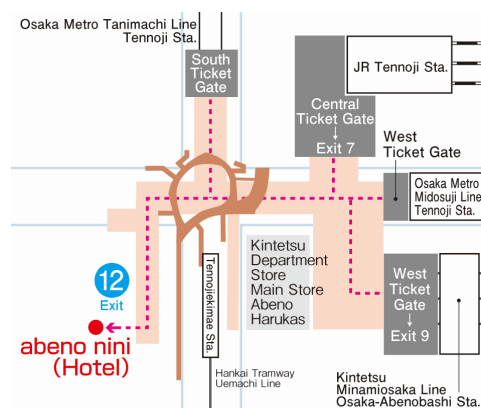 Osaka Metro Tanimachi Line
Tennoji Sta.
South
Ticket
Gate
JR Tennoji Sta.
Central
Ticket Gate
↓
Exit 7
West
Ticket Gate
Osaka Metro
Midosuji Line
Tennoji Sta.
Kintetsu
Department
Store
Main Store
Abeno
Harukas
West
Ticket
Gate
↓
Exit 9
12
Exit
Tennojiekimae Sta.
abeno nini
(Hotel)
Hankai Tramway
Uemachi Line
Kintetsu
Minamiosaka Line
Osaka-Abenobashi Sta.